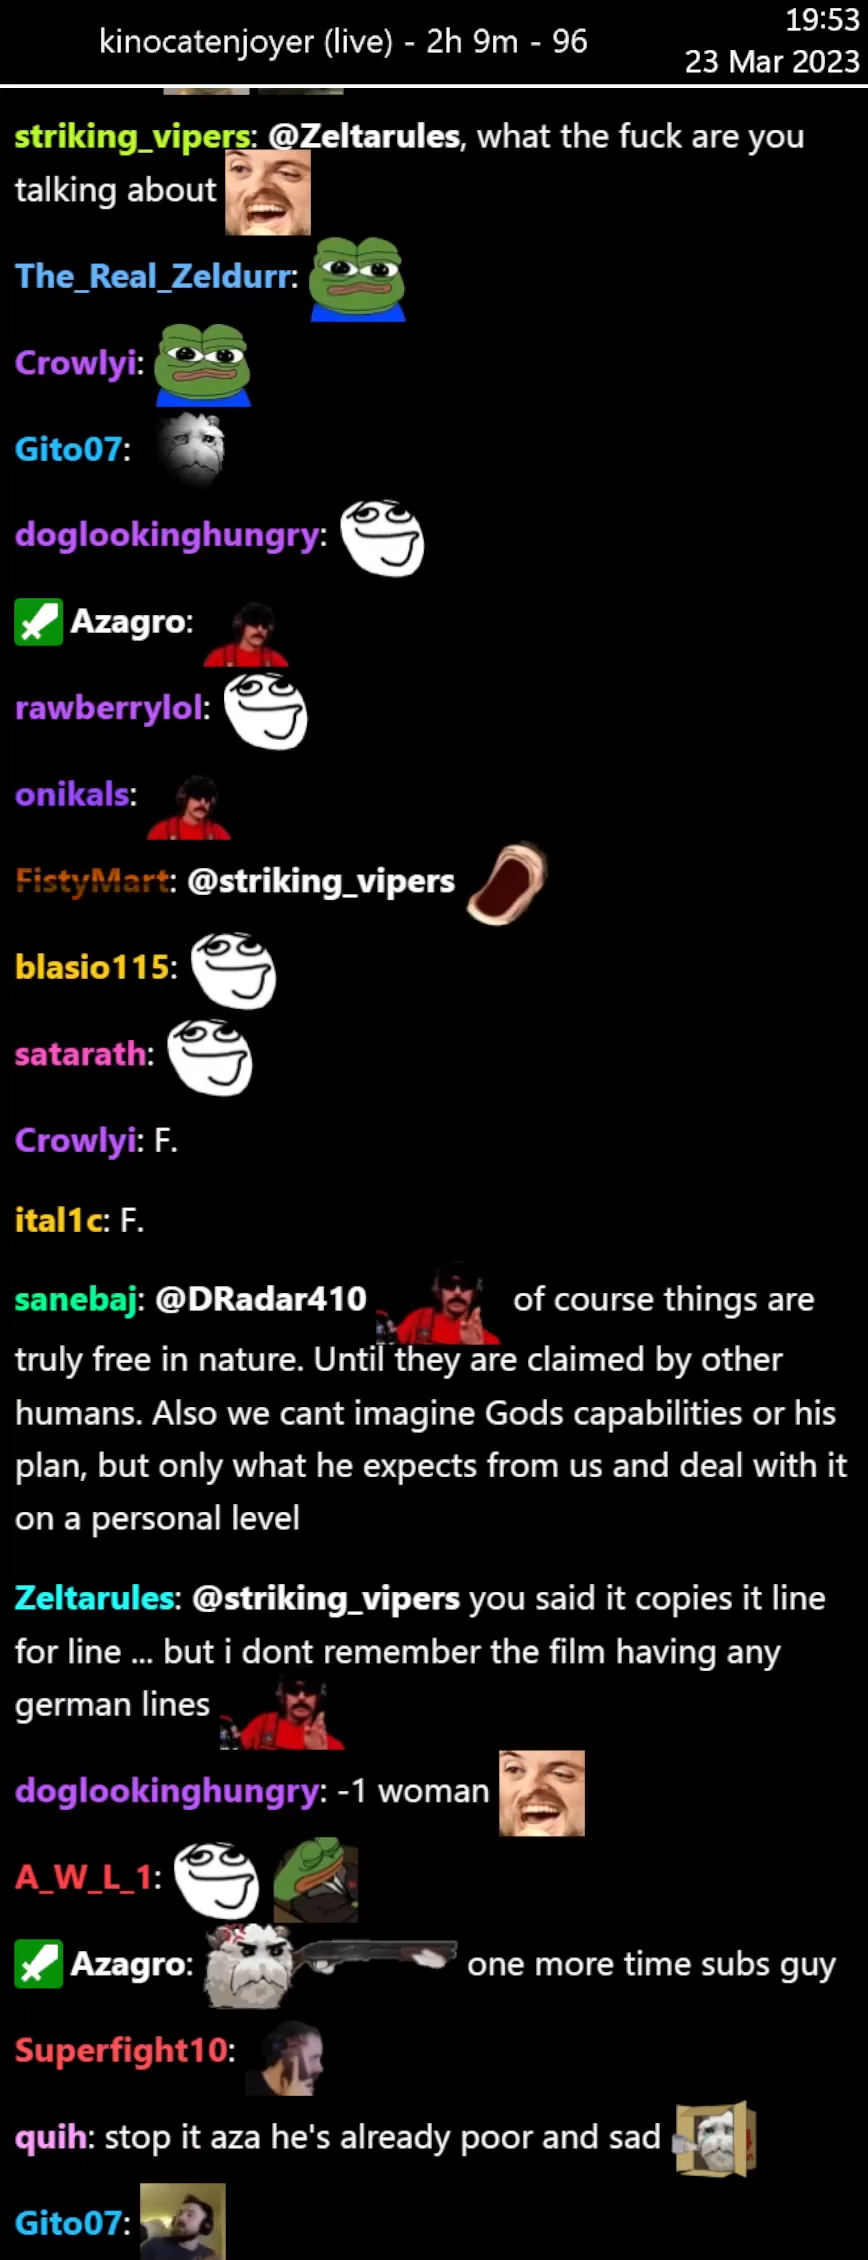 kinocatenjoyer (live) - 2h 9m - 96
19:53
23 Mar 2023
striking_vipers: @Zeltarules, what the fuck are you
talking about
The_Real_Zeldurr:
Crowlyi:
Gito07:
doglookinghungry:
Azagro:
rawberrylol:
onikals:
FistyMart: @striking_vipers
blasio115:
satarath:
Crowlyi: F.
ital1c: F.
sanebaj: @DRadar410 of course things are
truly free in nature. Until they are claimed by other
humans. Also we cant imagine Gods capabilities or his
plan, but only what he expects from us and deal with it
on a personal level
Zeltarules: @striking_vipers you said it copies it line
for line ... but i dont remember the film having any
german lines
doglookinghungry: -1 woman
A_W_L_1:
Azagro: one more time subs guy
Superfight10:
quih: stop it aza he's already poor and sad
Gito07: